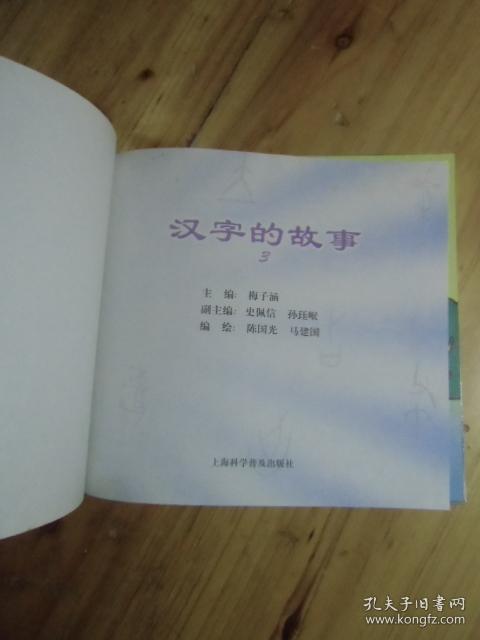 汉字的故事
3
主 编: 梅子涵
副主编: 史佩信 孙珏岷
编 绘: 陈国光 马建国
上海科学普及出版社
孔夫子旧书网
www.kongfz.com